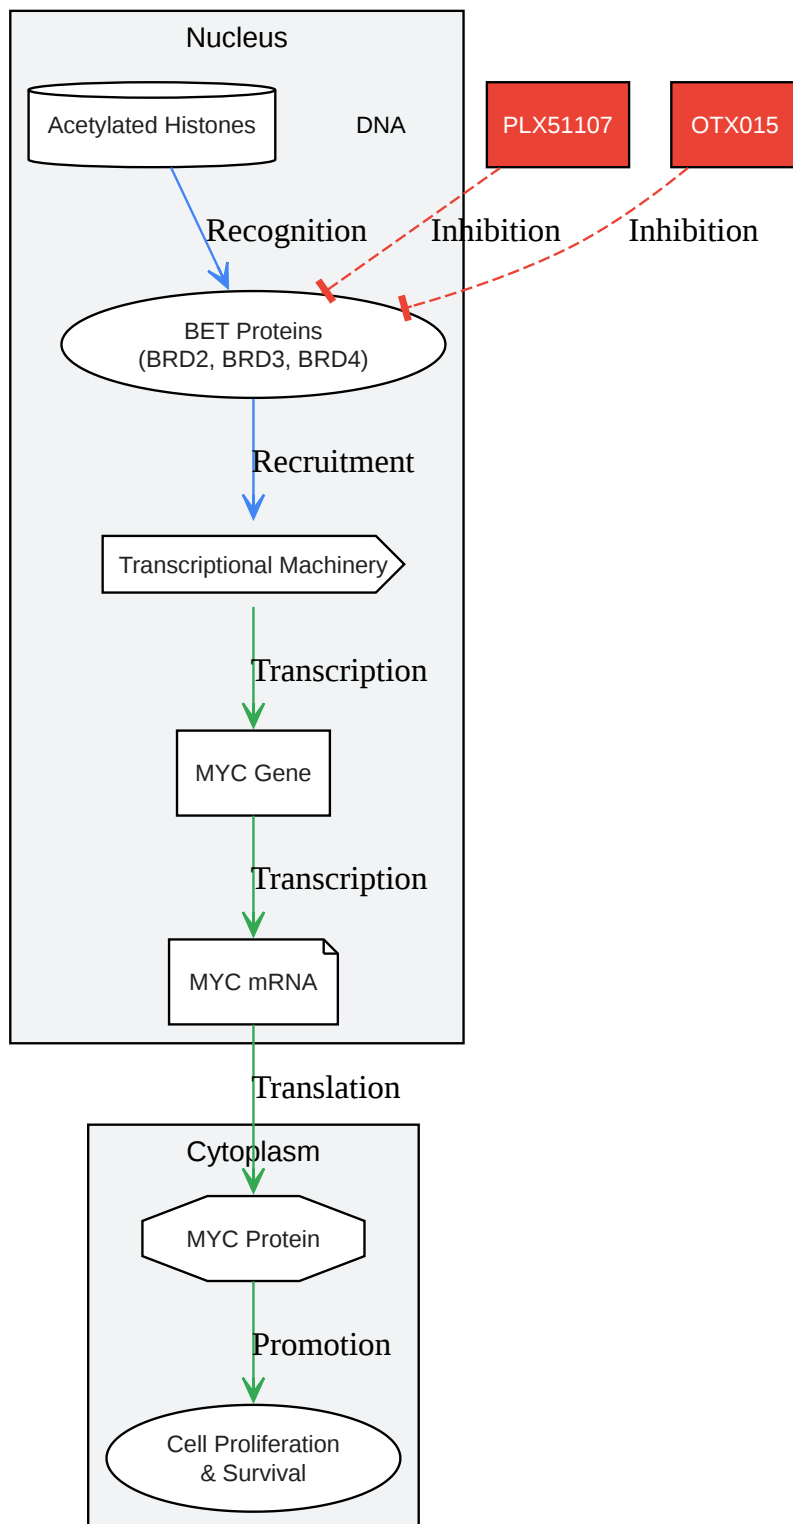 Nucleus
Acetylated Histones
DNA
PLX51107
OTX015
Recognition
Inhibition
Inhibition
BET Proteins
(BRD2, BRD3, BRD4)
Recruitment
Transcriptional Machinery
Transcription
MYC Gene
Transcription
MYC mRNA
Translation
Cytoplasm
MYC Protein
Promotion
Cell Proliferation
& Survival